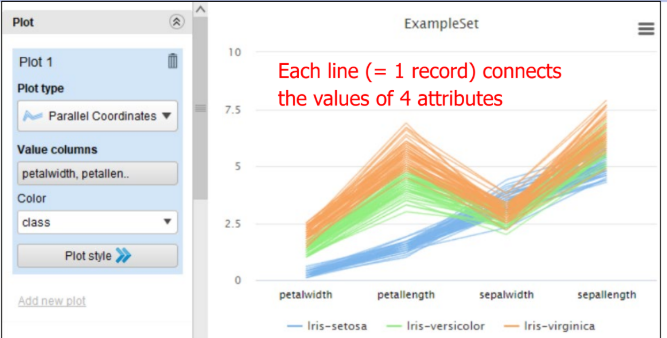 Plot
Plot 1
Plot type
Parallel Coordinates
Value columns
petalwidth, petallen..
Color
class
Plot style
Add new plot
ExampleSet
Each line (= 1 record) connects
the values of 4 attributes
10
7.5
5
2.5
0
petalwidth petallength sepalwidth sepallength
Iris-setosa Iris-versicolor Iris-virginica